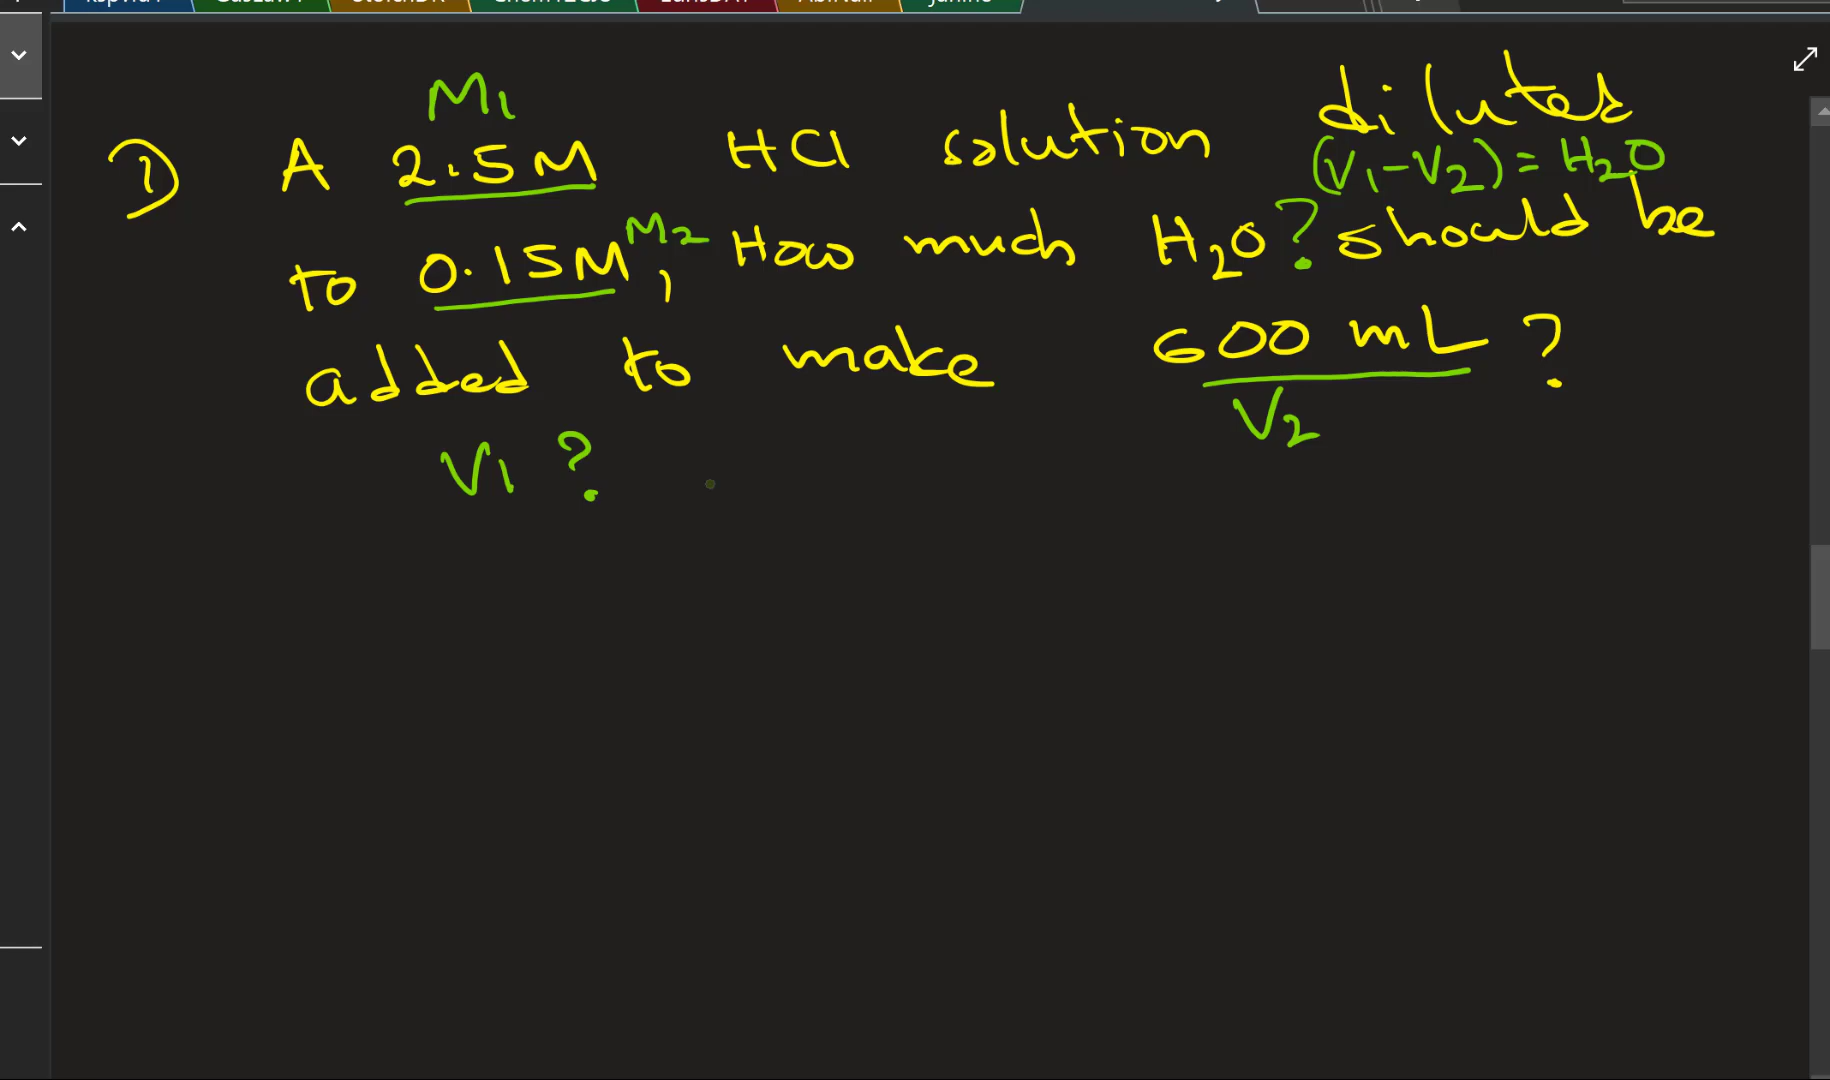 M1
1) A 2.5M HCl solution dilutes
(V1-V2) = H2O
to 0.15M, M2 How much H2O? should be
added to make 600 mL?
V2
V1 ?